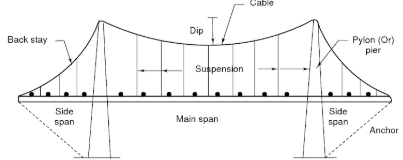 Cable
Dip
Back stay
Pylon (Or)
pier
Suspension
Side
span
Main span
Side
span
Anchor